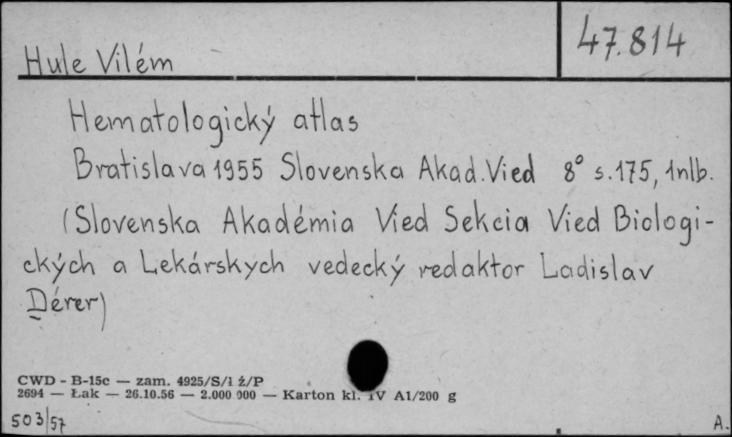 Hule Vilém
47.814
Hematologický atlas
Bratislava 1955 Slovenska Akad. Vied 8° s.175, 1nlb.
(Slovenska Akadémia Vied Sekcia Vied Biologi-
ckých a Lekárskych vedecký redaktor Ladislav
Dérer)
CWD - B-15c — zam. 4925/S/1 ź/P
2694 — Łak — 26.10.56 — 2.000 000 — Karton kl. IV A1/200 g
503/57
A.